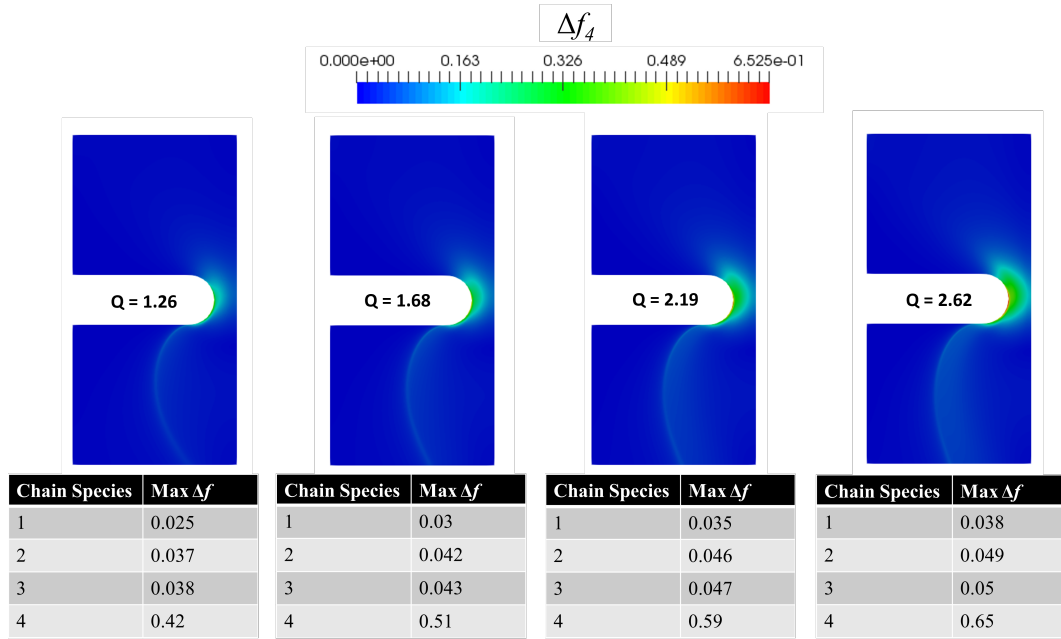 Δf4
0.000e+00 0.163 0.326 0.489 6.525e-01
Q = 1.26 Q = 1.68 Q = 2.19 Q = 2.62
Chain Species Max Δf
1 0.025
2 0.037
3 0.038
4 0.42
Chain Species Max Δf
1 0.03
2 0.042
3 0.043
4 0.51
Chain Species Max Δf
1 0.035
2 0.046
3 0.047
4 0.59
Chain Species Max Δf
1 0.038
2 0.049
3 0.05
4 0.65